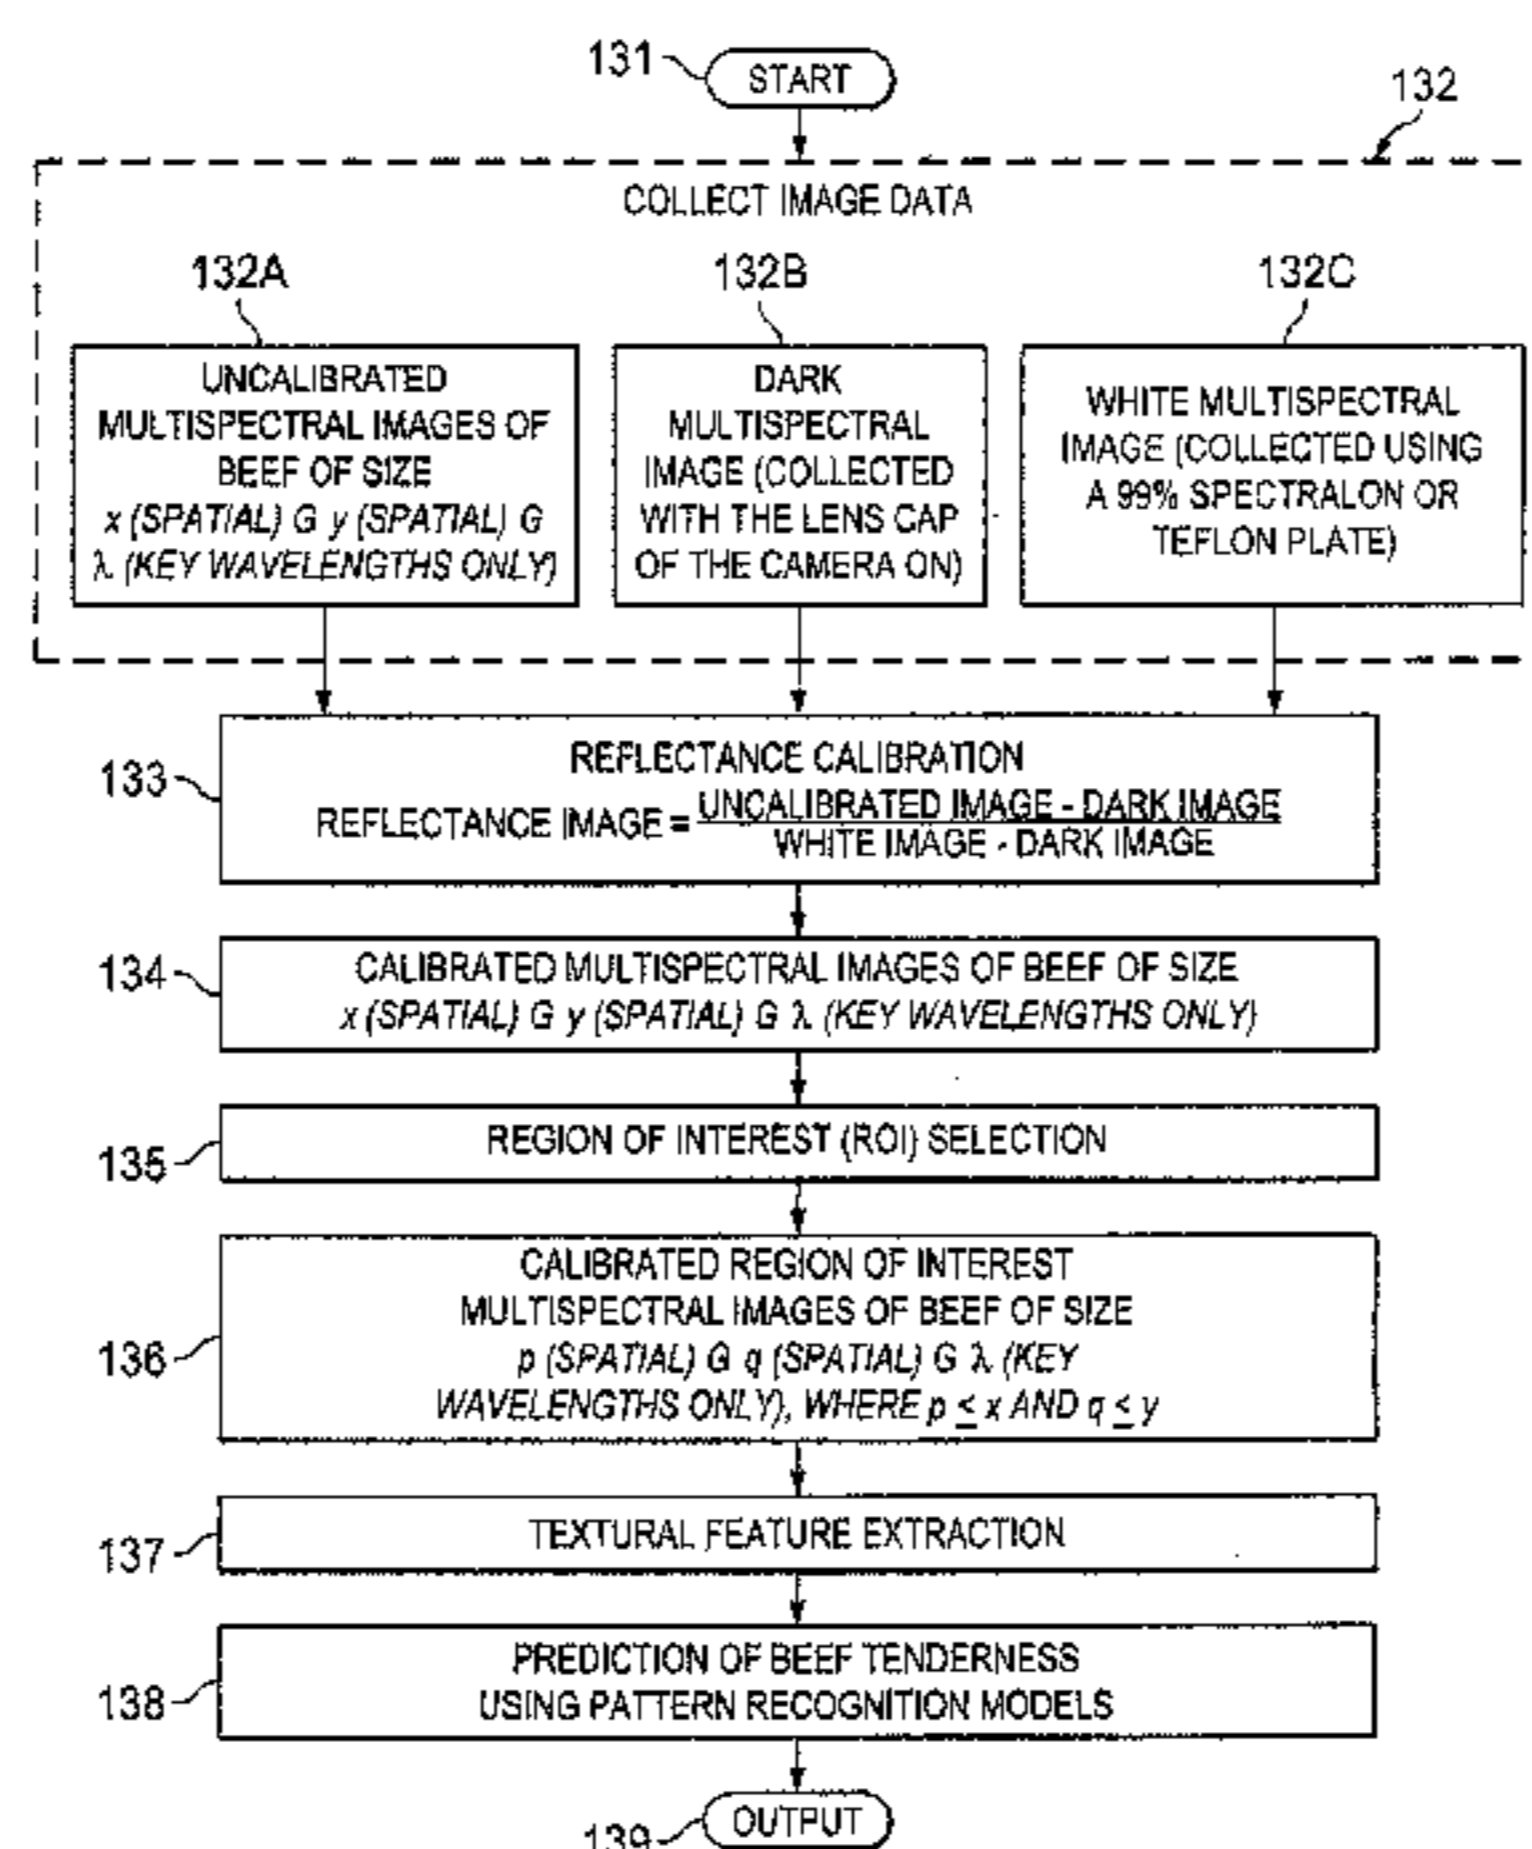 131
START
132
COLLECT IMAGE DATA
132A
132B
132C
UNCALIBRATED
MULTISPECTRAL IMAGES OF
BEEF OF SIZE
x (SPATIAL) G y (SPATIAL) G
λ (KEY WAVELENGTHS ONLY)
DARK
MULTISPECTRAL
IMAGE (COLLECTED
WITH THE LENS CAP
OF THE CAMERA ON)
WHITE MULTISPECTRAL
IMAGE (COLLECTED USING
A 99% SPECTRALON OR
TEFLON PLATE)
133
REFLECTANCE CALIBRATION
REFLECTANCE IMAGE = UNCALIBRATED IMAGE - DARK IMAGE
WHITE IMAGE - DARK IMAGE
134
CALIBRATED MULTISPECTRAL IMAGES OF BEEF OF SIZE
x (SPATIAL) G y (SPATIAL) G λ (KEY WAVELENGTHS ONLY)
135
REGION OF INTEREST (ROI) SELECTION
136
CALIBRATED REGION OF INTEREST
MULTISPECTRAL IMAGES OF BEEF OF SIZE
p (SPATIAL) G q (SPATIAL) G λ (KEY
WAVELENGTHS ONLY), WHERE p ≤ x AND q ≤ y
137
TEXTURAL FEATURE EXTRACTION
138
PREDICTION OF BEEF TENDERNESS
USING PATTERN RECOGNITION MODELS
139
OUTPUT